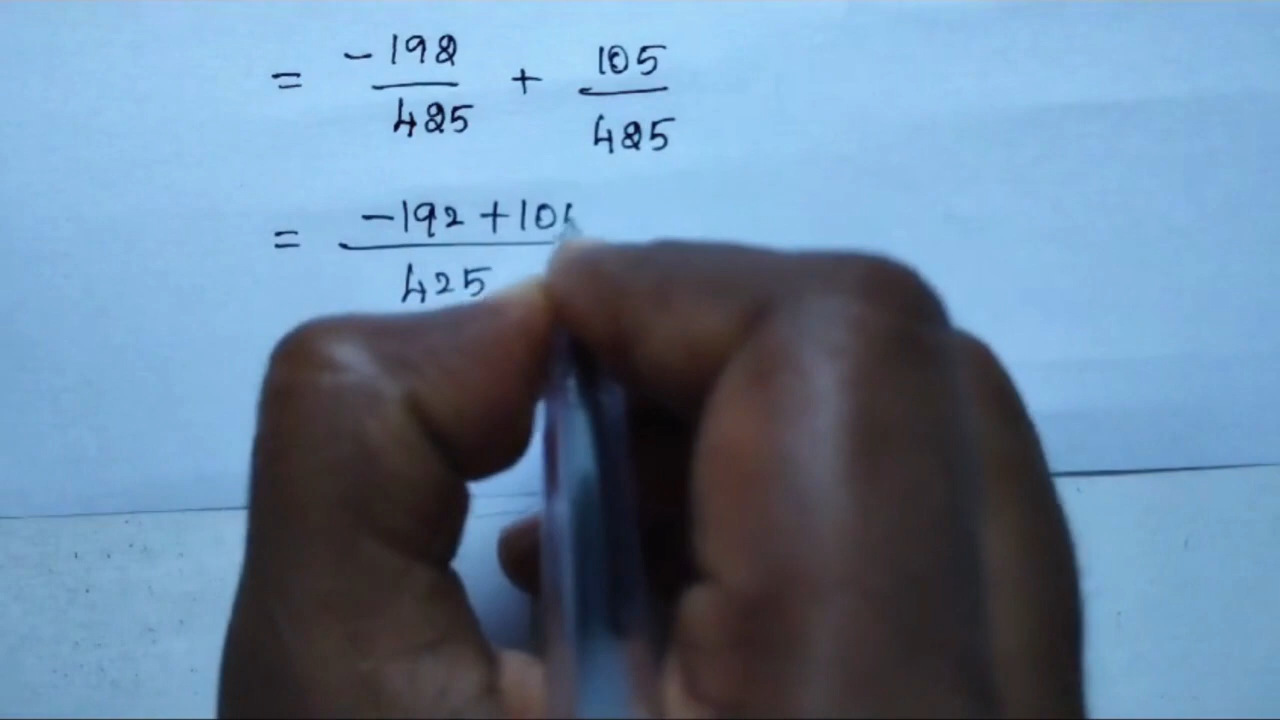 = -192/425 + 105/425
= -192 + 10/425